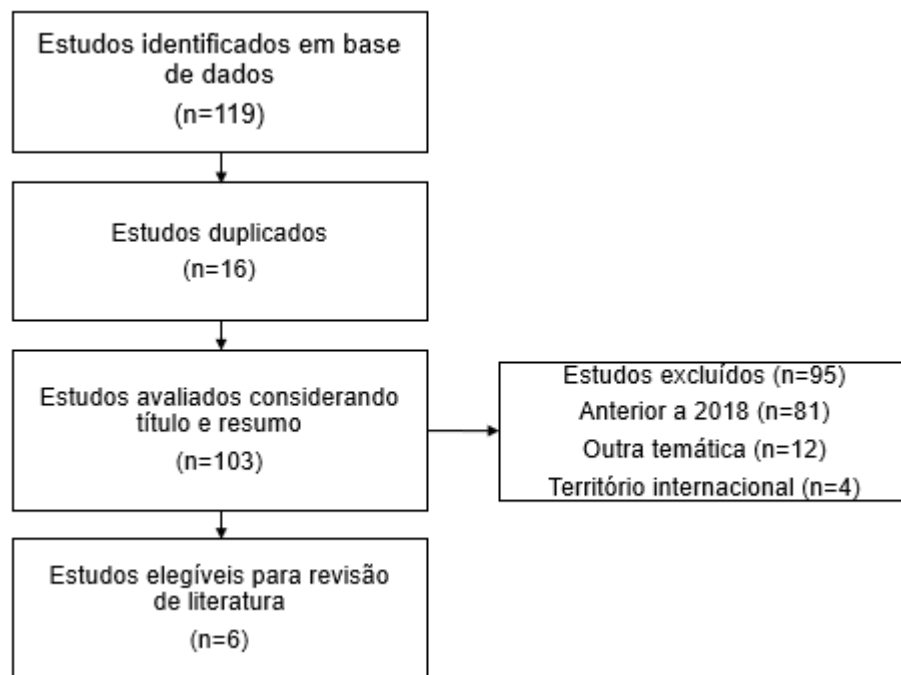 Estudos identificados em base
de dados
(n=119)
Estudos duplicados
(n=16)
Estudos avaliados considerando
título e resumo
(n=103)
Estudos excluídos (n=95)
Anterior a 2018 (n=81)
Outra temática (n=12)
Território internacional (n=4)
Estudos elegíveis para revisão
de literatura
(n=6)